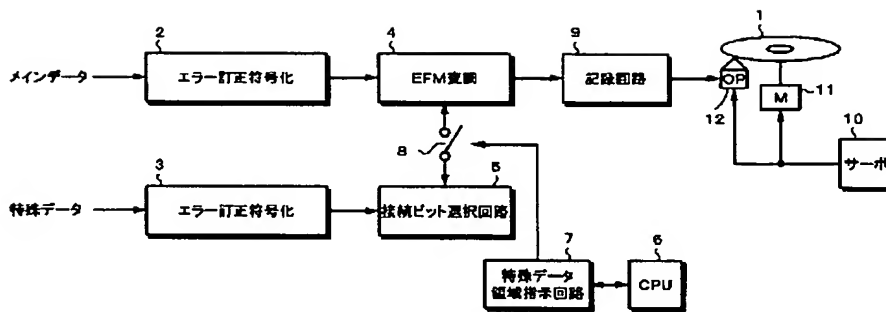 1
2
4
9
メインデータ
エラー訂正符号化
EFM変調
記録回路
OP
M
11
12
10
サーボ
8
3
5
特殊データ
エラー訂正符号化
接続ビット選択回路
7
6
特殊データ
領域指示回路
CPU